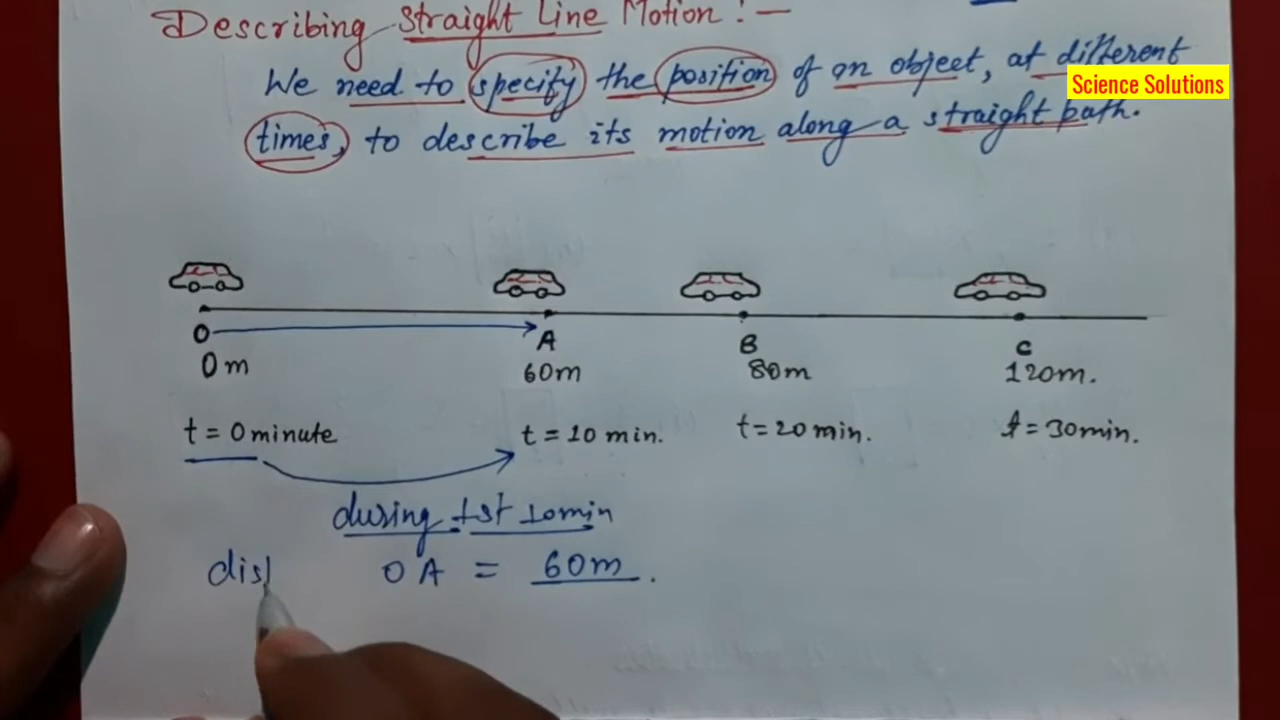 Describing Straight Line Motion : —
We need to specify the position of an object, at different
Science Solutions
times, to describe its motion along a straight path.
O A B C
0m 60m 80m 120m.
t = 0 minute t = 10 min. t = 20 min. t = 30min.
during 1st 10min
dis OA = 60m.